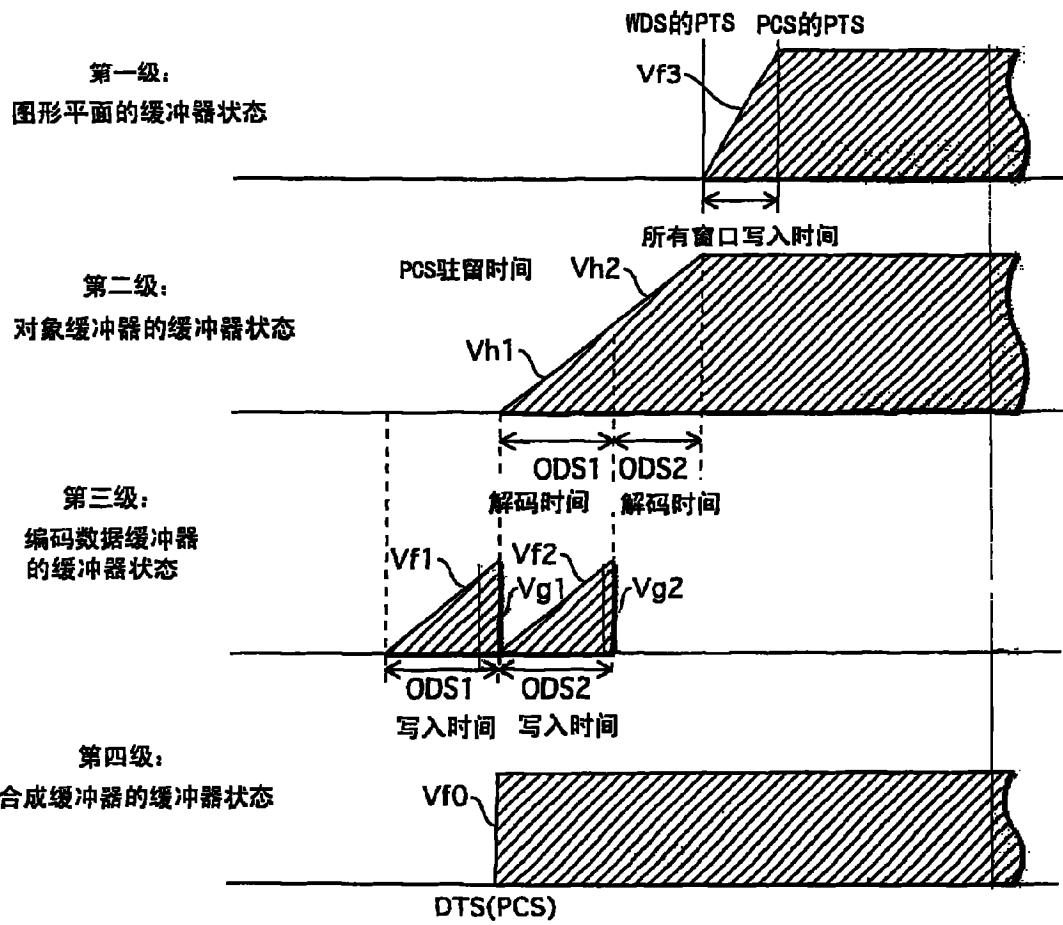 WDS的PTS PCS的PTS
第一级：
图形平面的缓冲器状态
Vf3
所有窗口写入时间
PCS驻留时间
Vh2
第二级：
对象缓冲器的缓冲器状态
Vh1
ODS1 ODS2
解码时间 解码时间
第三级：
编码数据缓冲器
的缓冲器状态
Vf1 Vf2
Vg1 Vg2
ODS1 ODS2
写入时间 写入时间
第四级：
合成缓冲器的缓冲器状态
Vf0
DTS(PCS)